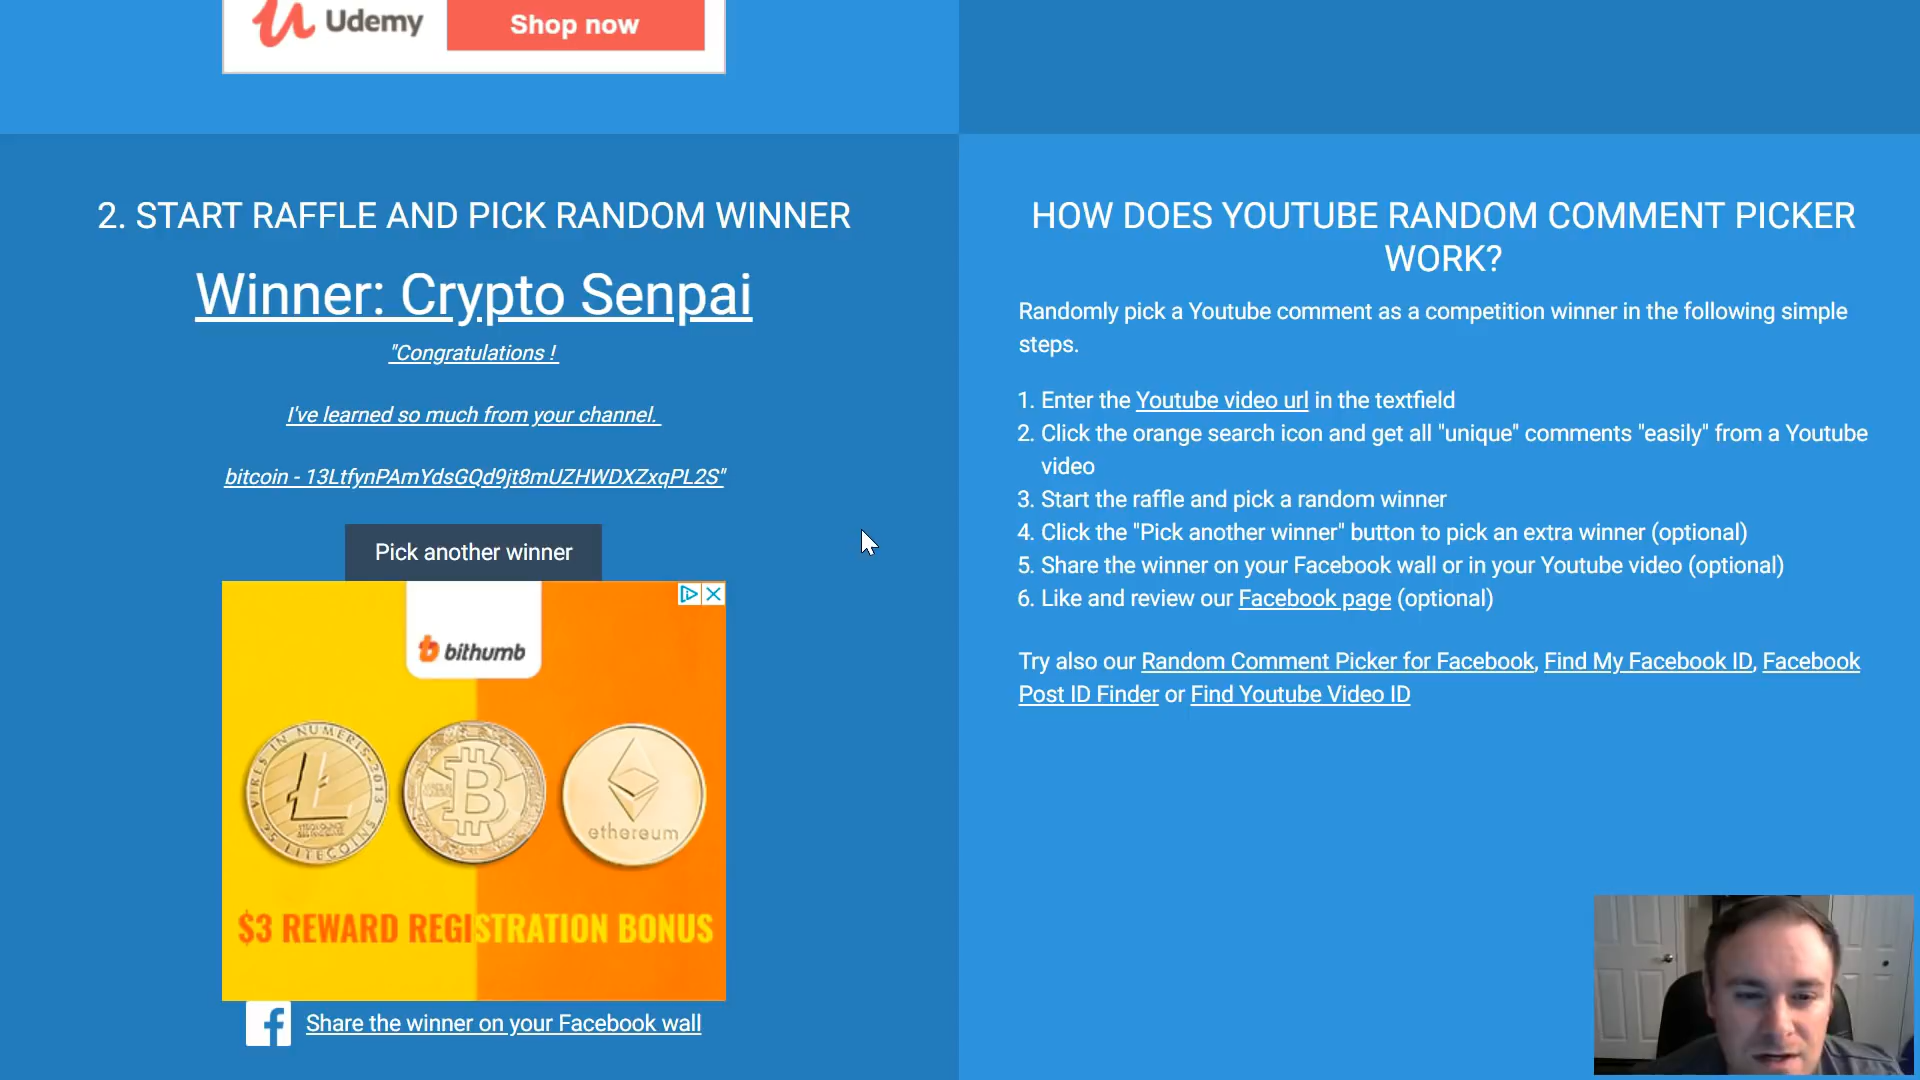 Udemy
Shop now
2. START RAFFLE AND PICK RANDOM WINNER
Winner: Crypto Senpai
"Congratulations !
I've learned so much from your channel.
bitcoin - 13LtfynPAmYdsGQd9jt8mUZHWDXZxqPL2S"
Pick another winner
bithumb
VIRES IN NUMERIS 2013
25 LITECOINS
ethereum
$3 REWARD REGISTRATION BONUS
Share the winner on your Facebook wall
HOW DOES YOUTUBE RANDOM COMMENT PICKER
WORK?
Randomly pick a Youtube comment as a competition winner in the following simple
steps.
1. Enter the Youtube video url in the textfield
2. Click the orange search icon and get all "unique" comments "easily" from a Youtube
video
3. Start the raffle and pick a random winner
4. Click the "Pick another winner" button to pick an extra winner (optional)
5. Share the winner on your Facebook wall or in your Youtube video (optional)
6. Like and review our Facebook page (optional)
Try also our Random Comment Picker for Facebook, Find My Facebook ID, Facebook
Post ID Finder or Find Youtube Video ID